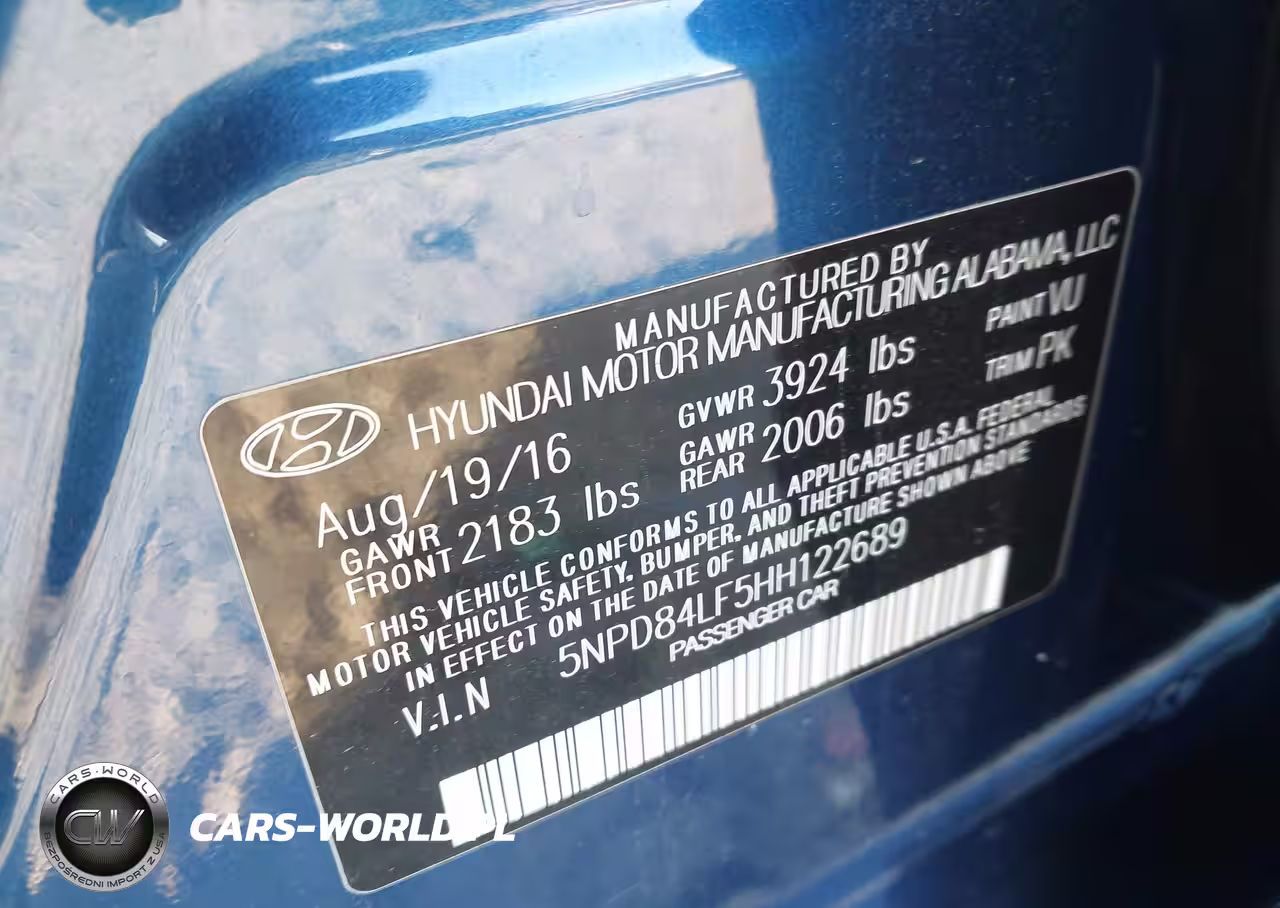 MANUFACTURED BY
HYUNDAI MOTOR MANUFACTURING ALABAMA, LLC
Aug/19/16 GVWR 3924 lbs PAINT VU
GAWR FRONT 2183 lbs GAWR REAR 2006 lbs TRIM PK
THIS VEHICLE CONFORMS TO ALL APPLICABLE U.S.A. FEDERAL
MOTOR VEHICLE SAFETY, BUMPER, AND THEFT PREVENTION STANDARDS
IN EFFECT ON THE DATE OF MANUFACTURE SHOWN ABOVE
V.I.N 5NPD84LF5HH122689
PASSENGER CAR
CARS-WORLD
CW
BEZPOŚREDNI IMPORT Z USA
CARS-WORLD.PL